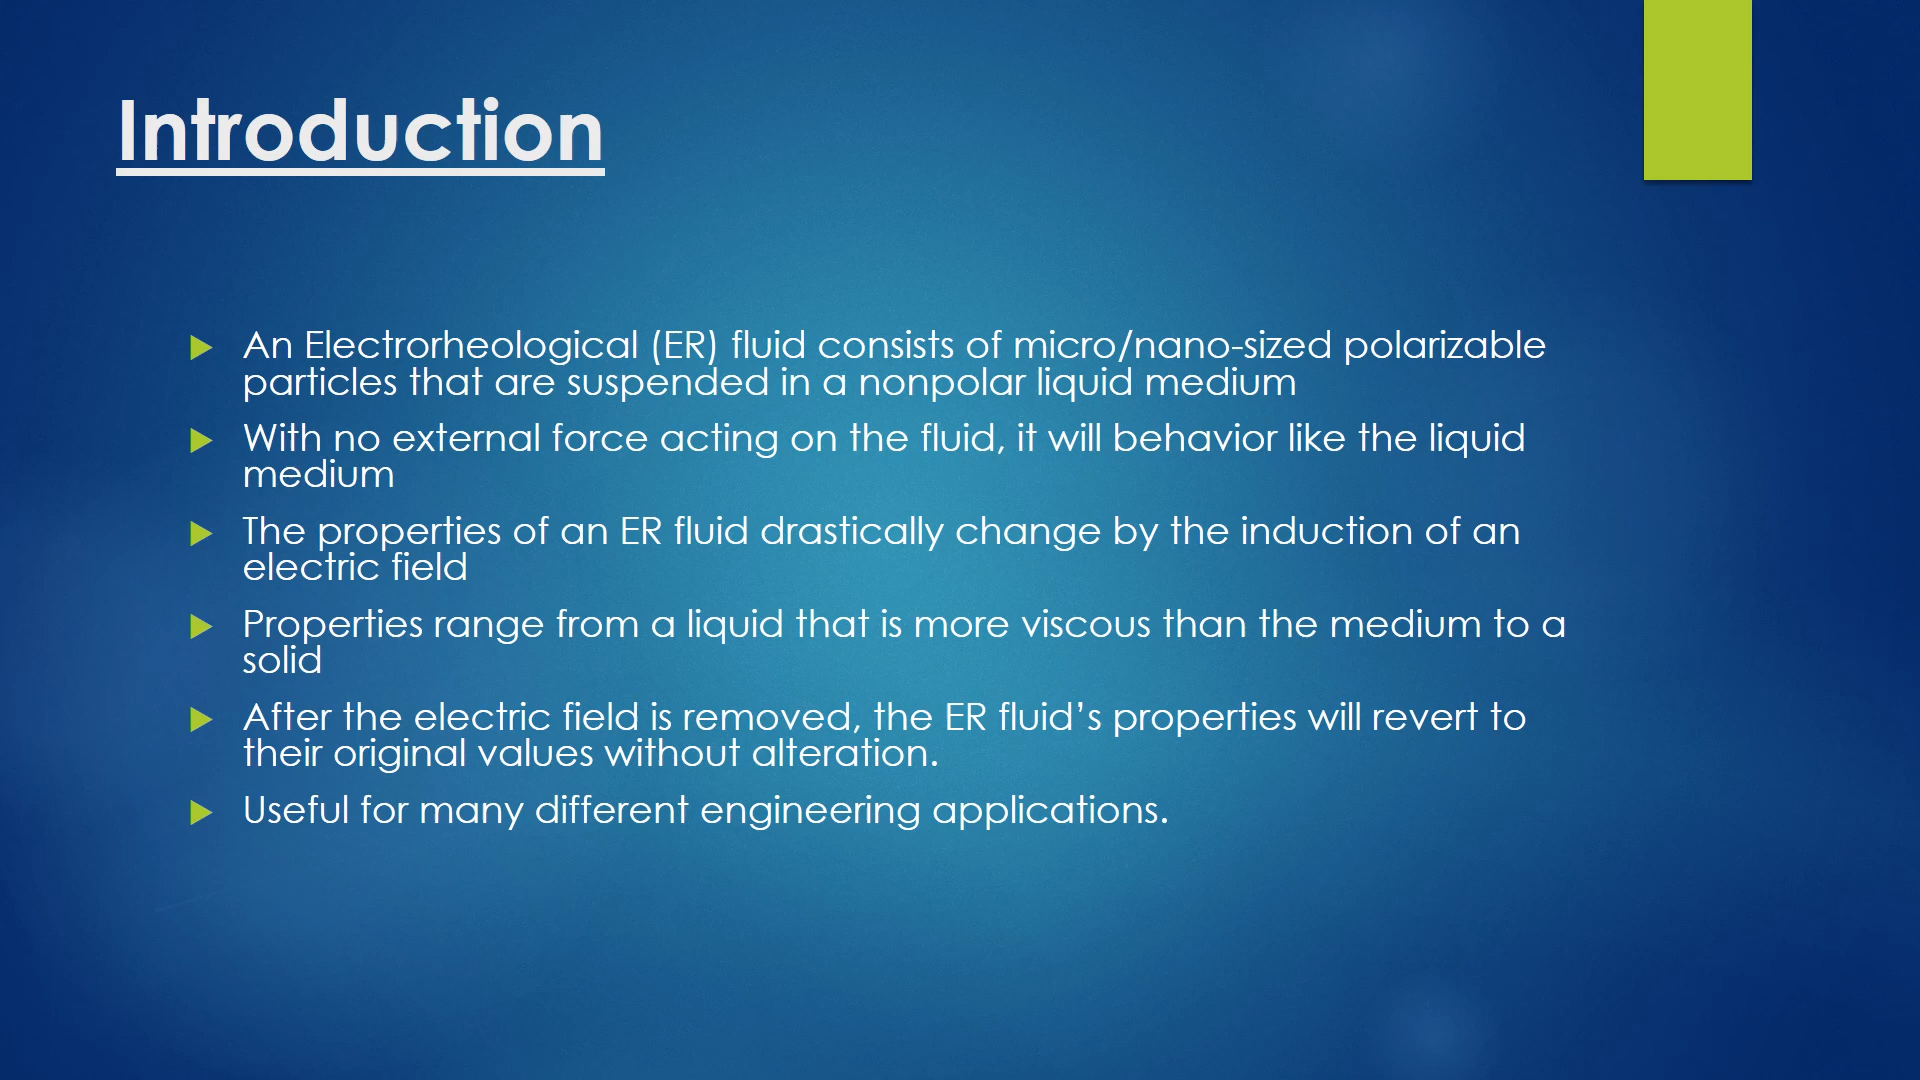 Introduction
An Electrorheological (ER) fluid consists of micro/nano-sized polarizable
particles that are suspended in a nonpolar liquid medium
With no external force acting on the fluid, it will behavior like the liquid
medium
The properties of an ER fluid drastically change by the induction of an
electric field
Properties range from a liquid that is more viscous than the medium to a
solid
After the electric field is removed, the ER fluid’s properties will revert to
their original values without alteration.
Useful for many different engineering applications.